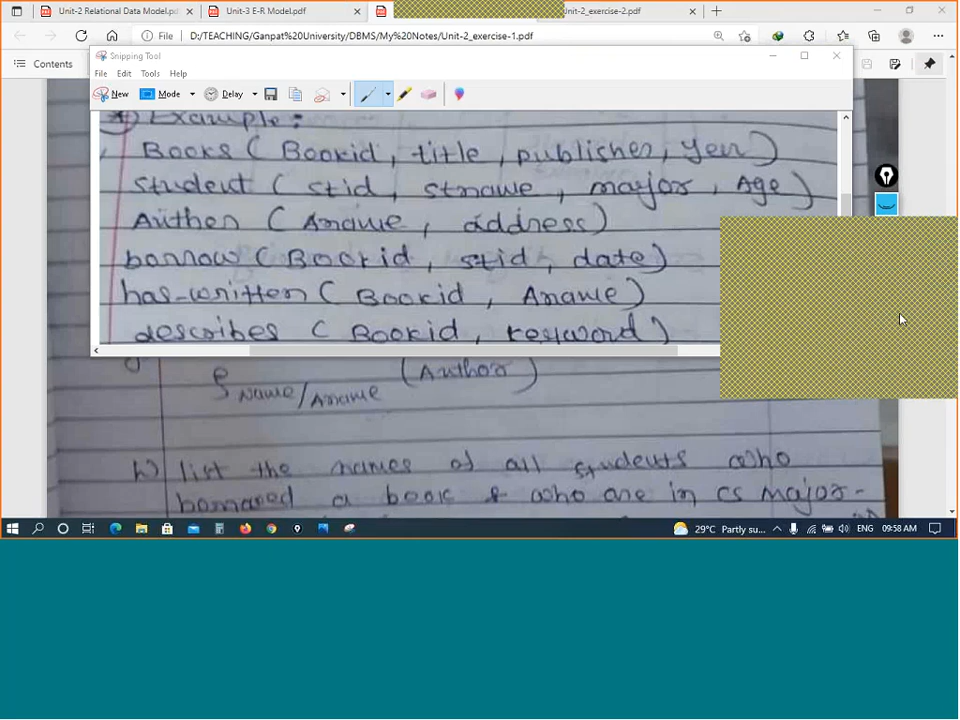 Unit-2 Relational Data Model.pd
Unit-3 E-R Model.pdf
Unit-2_exercise-2.pdf
File
D:/TEACHING/Ganpat%20University/DBMS/My%20Notes/Unit-2_exercise-1.pdf
Contents
Snipping Tool
File Edit Tools Help
New Mode Delay
Example:
Books ( Bookid, title, publisher, Year )
Student ( stid, stname, major, Age )
Author ( Aname, address )
borrow ( Bookid, stid, date )
has-written ( Bookid, Aname )
describes ( Bookid, keyword )
ρ Name/Aname (Author)
h) list the names of all students who
borrowed a book & who are in CS major-
29°C Partly su...
ENG
09:58 AM